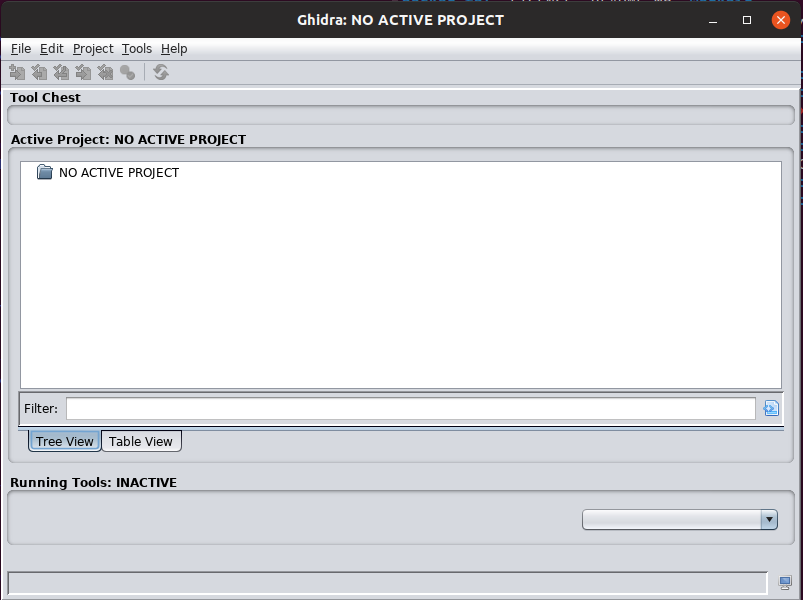 Ghidra: NO ACTIVE PROJECT
File Edit Project Tools Help
Tool Chest
Active Project: NO ACTIVE PROJECT
NO ACTIVE PROJECT
Filter:
Tree View Table View
Running Tools: INACTIVE